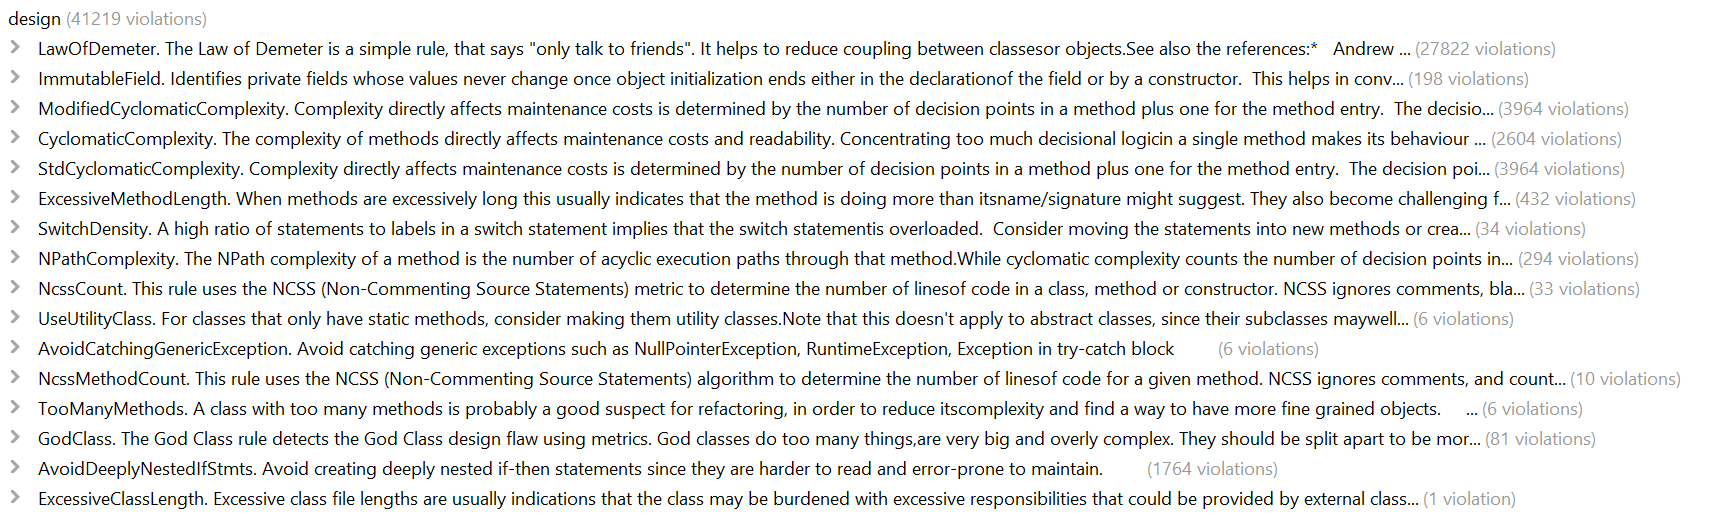 design (41219 violations)
LawOfDemeter. The Law of Demeter is a simple rule, that says "only talk to friends". It helps to reduce coupling between classesor objects.See also the references:*   Andrew ... (27822 violations)
ImmutableField. Identifies private fields whose values never change once object initialization ends either in the declarationof the field or by a constructor.  This helps in conv... (198 violations)
ModifiedCyclomaticComplexity. Complexity directly affects maintenance costs is determined by the number of decision points in a method plus one for the method entry.  The decisio... (3964 violations)
CyclomaticComplexity. The complexity of methods directly affects maintenance costs and readability. Concentrating too much decisional logicin a single method makes its behaviour ... (2604 violations)
StdCyclomaticComplexity. Complexity directly affects maintenance costs is determined by the number of decision points in a method plus one for the method entry.  The decision poi... (3964 violations)
ExcessiveMethodLength. When methods are excessively long this usually indicates that the method is doing more than itsname/signature might suggest. They also become challenging f... (432 violations)
SwitchDensity. A high ratio of statements to labels in a switch statement implies that the switch statementis overloaded.  Consider moving the statements into new methods or crea... (34 violations)
NPathComplexity. The NPath complexity of a method is the number of acyclic execution paths through that method.While cyclomatic complexity counts the number of decision points in... (294 violations)
NcssCount. This rule uses the NCSS (Non-Commenting Source Statements) metric to determine the number of linesof code in a class, method or constructor. NCSS ignores comments, bla... (33 violations)
UseUtilityClass. For classes that only have static methods, consider making them utility classes.Note that this doesn't apply to abstract classes, since their subclasses maywell... (6 violations)
AvoidCatchingGenericException. Avoid catching generic exceptions such as NullPointerException, RuntimeException, Exception in try-catch block (6 violations)
NcssMethodCount. This rule uses the NCSS (Non-Commenting Source Statements) algorithm to determine the number of linesof code for a given method. NCSS ignores comments, and count... (10 violations)
TooManyMethods. A class with too many methods is probably a good suspect for refactoring, in order to reduce itscomplexity and find a way to have more fine grained objects. ... (6 violations)
GodClass. The God Class rule detects the God Class design flaw using metrics. God classes do too many things,are very big and overly complex. They should be split apart to be mor... (81 violations)
AvoidDeeplyNestedIfStmts. Avoid creating deeply nested if-then statements since they are harder to read and error-prone to maintain. (1764 violations)
ExcessiveClassLength. Excessive class file lengths are usually indications that the class may be burdened with excessive responsibilities that could be provided by external class... (1 violation)